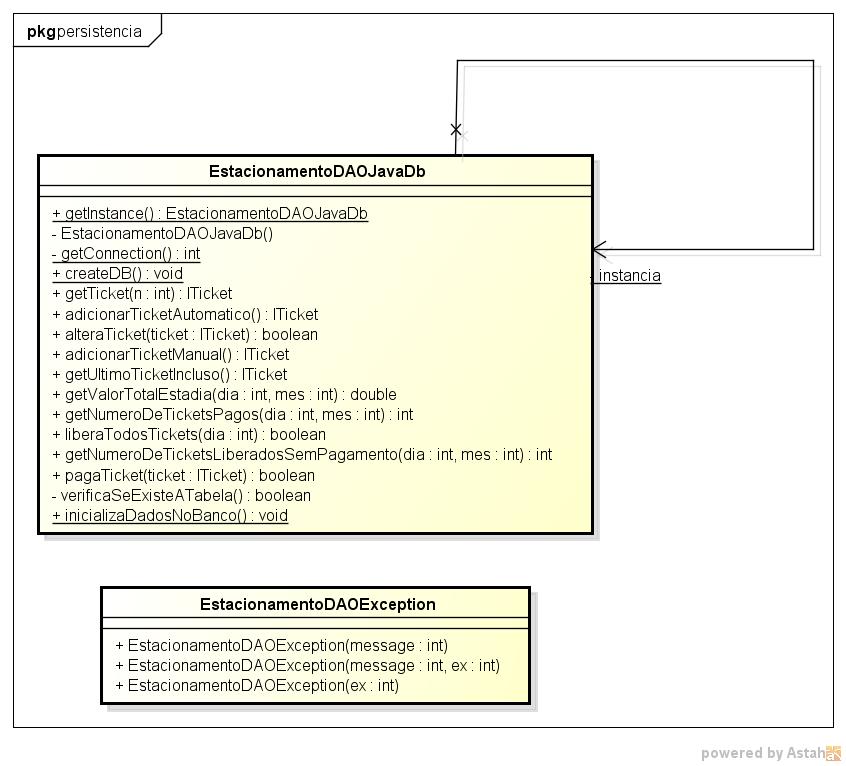 pkg persistencia
EstacionamentoDAOJavaDb
+ getInstance() : EstacionamentoDAOJavaDb
- EstacionamentoDAOJavaDb()
- getConnection() : int
+ createDB() : void
+ getTicket(n : int) : ITicket
+ adicionarTicketAutomatico() : ITicket
+ alteraTicket(ticket : ITicket) : boolean
+ adicionarTicketManual() : ITicket
+ getUltimoTicketIncluso() : ITicket
+ getValorTotalEstadia(dia : int, mes : int) : double
+ getNumeroDeTicketsPagos(dia : int, mes : int) : int
+ liberaTodosTickets(dia : int) : boolean
+ getNumeroDeTicketsLiberadosSemPagamento(dia : int, mes : int) : int
+ pagaTicket(ticket : ITicket) : boolean
- verificaSeExisteATabela() : boolean
+ inicializaDadosNoBanco() : void
- instancia
EstacionamentoDAOException
+ EstacionamentoDAOException(message : int)
+ EstacionamentoDAOException(message : int, ex : int)
+ EstacionamentoDAOException(ex : int)
powered by Astah